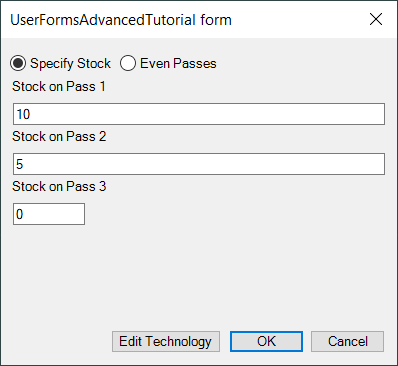 UserFormsAdvancedTutorial form
Specify Stock Even Passes
Stock on Pass 1
10
Stock on Pass 2
5
Stock on Pass 3
0
Edit Technology OK Cancel